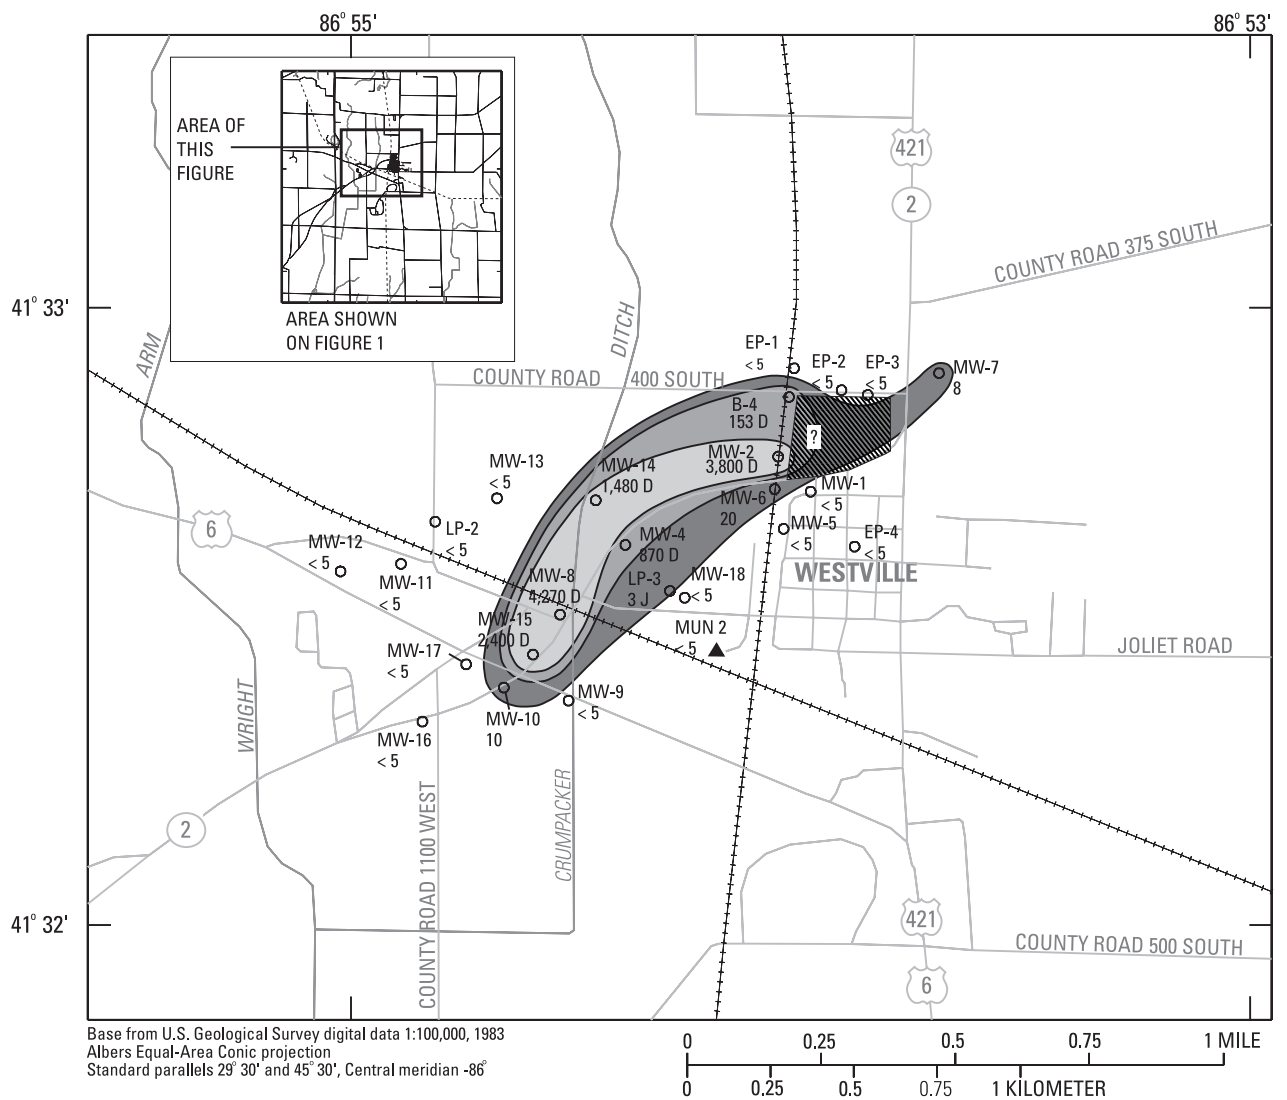 86° 55'
86° 53'
AREA OF
THIS
FIGURE
421
2
COUNTY ROAD 375 SOUTH
41° 33'
AREA SHOWN
ON FIGURE 1
ARM
DITCH
EP-1
< 5
EP-2
< 5
EP-3
< 5
MW-7
8
COUNTY ROAD 400 SOUTH
B-4
153 D
?
MW-2
3,800 D
MW-13
< 5
MW-14
1,480 D
MW-1
< 5
MW-6
20
6
LP-2
< 5
MW-4
870 D
MW-5
< 5
EP-4
< 5
MW-12
< 5
MW-11
< 5
MW-8
4,270 D
LP-3
3 J
MW-18
< 5
WESTVILLE
MW-15
2,400 D
MUN 2
< 5
JOLIET ROAD
MW-17
< 5
MW-10
10
MW-9
< 5
WRIGHT
MW-16
< 5
2
COUNTY ROAD 1100 WEST
CRUMPACKER
41° 32'
421
COUNTY ROAD 500 SOUTH
6
Base from U.S. Geological Survey digital data 1:100,000, 1983
Albers Equal-Area Conic projection
Standard parallels 29° 30' and 45° 30', Central meridian -86°
0 0.25 0.5 0.75 1 MILE
0 0.25 0.5 0.75 1 KILOMETER